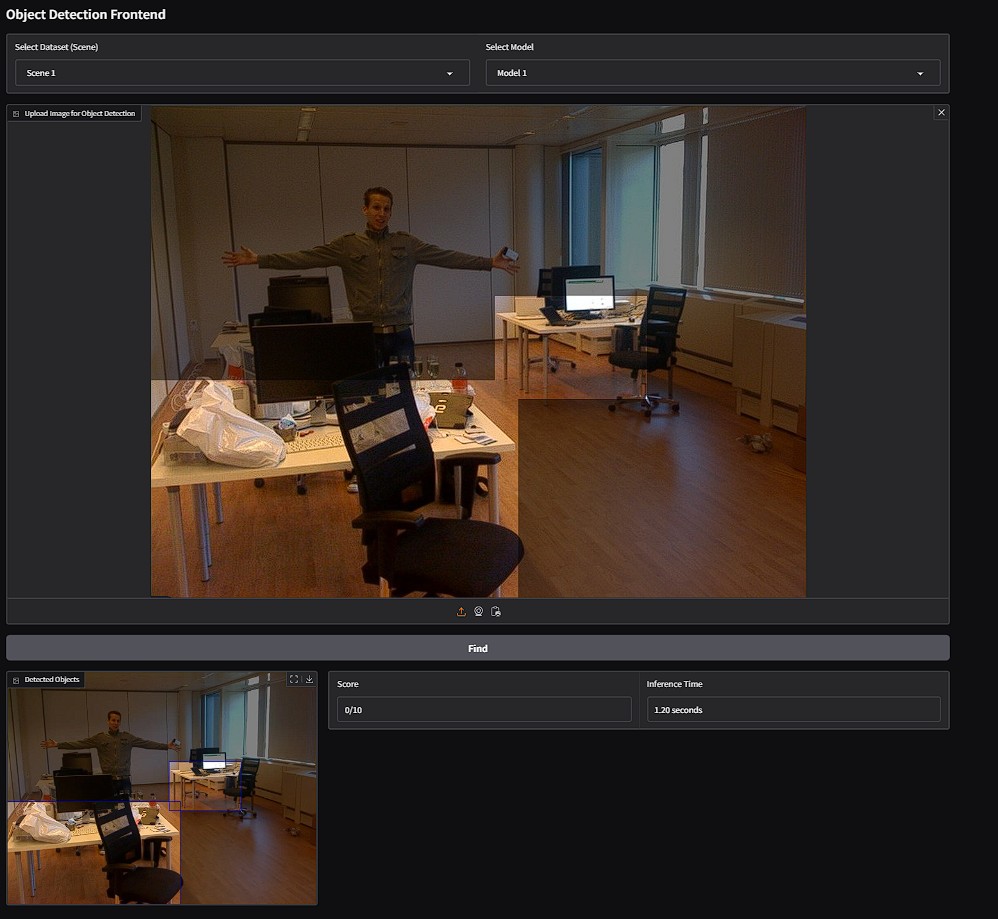 Object Detection Frontend
Select Dataset (Scene)
Select Model
Scene 1
Model 1
Upload Image for Object Detection
Find
Detected Objects
Score
Inference Time
0/10
1.20 seconds